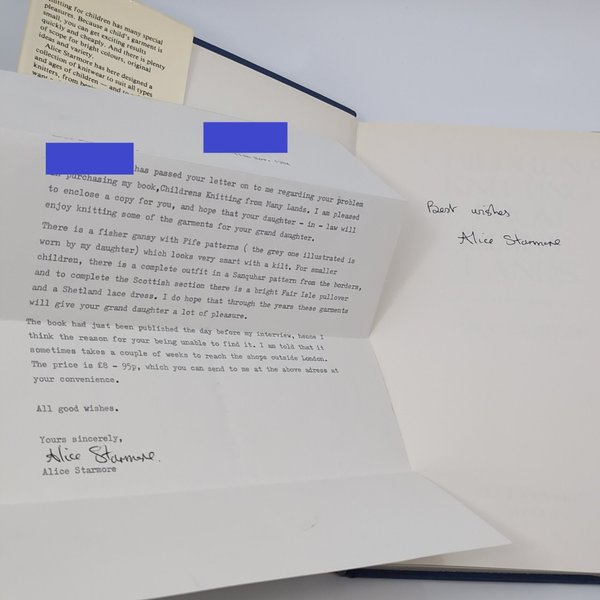 knitting for children has many special
pleasures. Because a child's garment is
small, you can get exciting results
quickly and cheaply. And there is plenty
of scope for bright colours, original
ideas and variety.
Alice Starmore has here designed a
collection of knitwear to suit all types
and ages of children — and to
knitters, from
has passed your letter on to me regarding your problem
in purchasing my book,Childrens Knitting from Many Lands. I am pleased
to enclose a copy for you, and hope that your daughter - in - law will
enjoy knitting some of the garments for your grand daughter.
There is a fisher gansy with Fife patterns ( the grey one illustrated is
worn by my daughter) which looks very smart with a kilt. For smaller
children, there is a complete outfit in a Sanquhar pattern from the borders,
and to complete the Scottish section there is a bright Fair Isle pullover
and a Shetland lace dress. I do hope that through the years these garments
will give your grand daughter a lot of pleasure.
The book had just been published the day before my interview, hence I
think the reason for your being unable to find it. I am told that it
sometimes takes a couple of weeks to reach the shops outside London.
The price is £8 - 95p, which you can send to me at the above adress at
your convenience.
All good wishes.
Yours sincerely,
Alice Starmore.
Alice Starmore
Best wishes
Alice Starmore